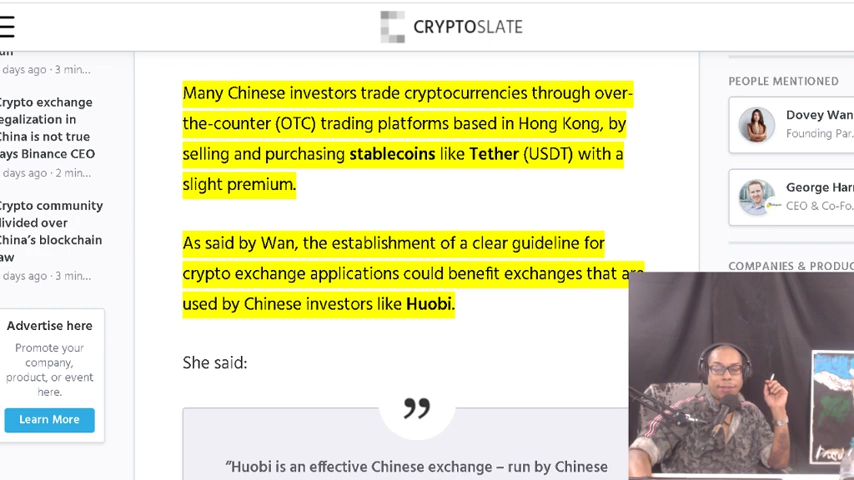 CRYPTOSLATE
days ago · 3 min...
Crypto exchange
legalization in
China is not true
says Binance CEO
days ago · 2 min...
Crypto community
divided over
China's blockchain
law
days ago · 3 min...
Advertise here
Promote your
company,
product, or event
here.
Learn More
Many Chinese investors trade cryptocurrencies through over-
the-counter (OTC) trading platforms based in Hong Kong, by
selling and purchasing stablecoins like Tether (USDT) with a
slight premium.
As said by Wan, the establishment of a clear guideline for
crypto exchange applications could benefit exchanges that are
used by Chinese investors like Huobi.
She said:
”
"Huobi is an effective Chinese exchange – run by Chinese
PEOPLE MENTIONED
Dovey Wan
Founding Par..
George Har
CEO & Co-Fo..
COMPANIES & PRODUC